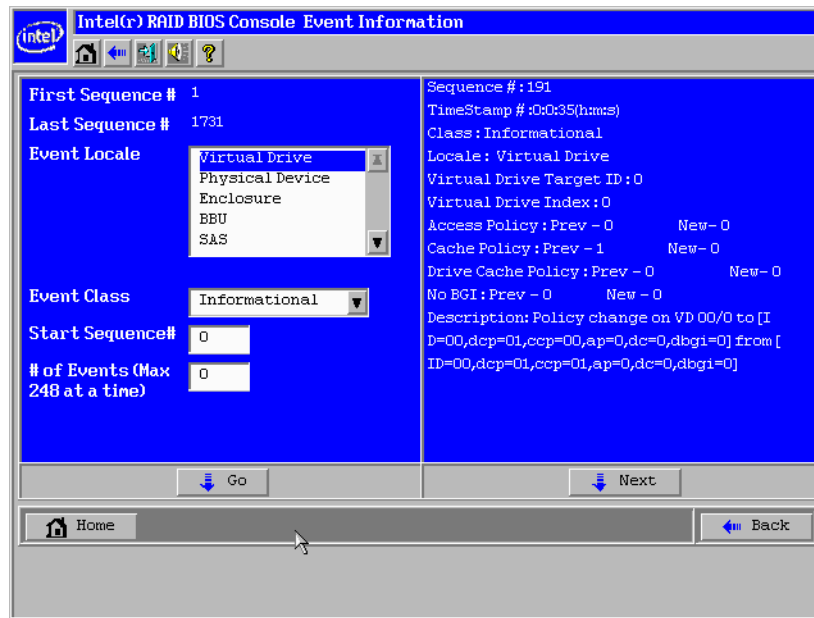 Intel(r) RAID BIOS Console Event Information
intel
First Sequence # 1
Last Sequence # 1731
Event Locale
Virtual Drive
Physical Device
Enclosure
BBU
SAS
Event Class Informational
Start Sequence# 0
# of Events (Max
248 at a time) 0
Go
Sequence #:191
TimeStamp #:0:0:35(h:m:s)
Class:Informational
Locale: Virtual Drive
Virtual Drive Target ID:0
Virtual Drive Index:0
Access Policy:Prev - 0 New- 0
Cache Policy:Prev - 1 New- 0
Drive Cache Policy:Prev - 0 New- 0
No BGI:Prev - 0 New - 0
Description: Policy change on VD 00/0 to [I
D=00,dcp=01,ccp=00,ap=0,dc=0,dbgi=0] from [
ID=00,dcp=01,ccp=01,ap=0,dc=0,dbgi=0]
Next
Home
Back